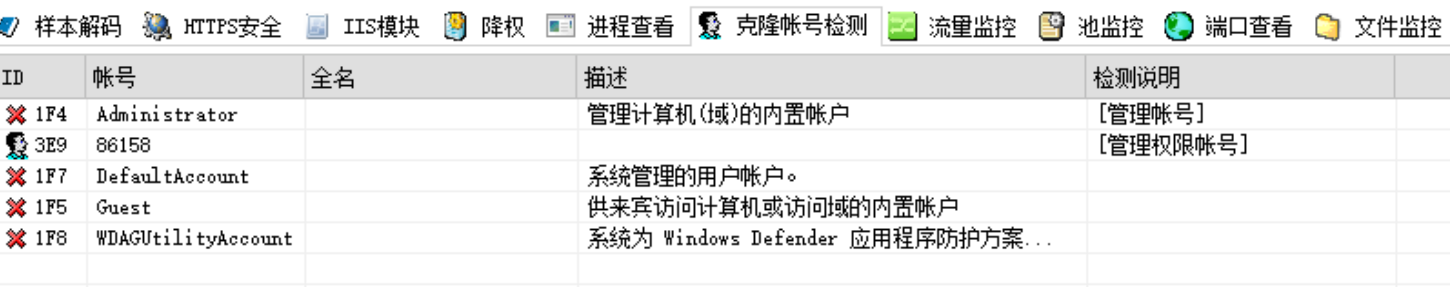 样本解码 HTTPS安全 IIS模块 降权 进程查看 克隆帐号检测 流里监控 池监控 端口查看 文件监控
ID 帐号 全名 描述 检测说明
1F4 Administrator 管理计算机(域)的内置帐户 [管理帐号]
3E9 86158 [管理权限帐号]
1F7 DefaultAccount 系统管理的用户帐户。
1F5 Guest 供来宾访问计算机或访问域的内置帐户
1F8 WDAGUtilityAccount 系统为 Windows Defender 应用程序防护方案...